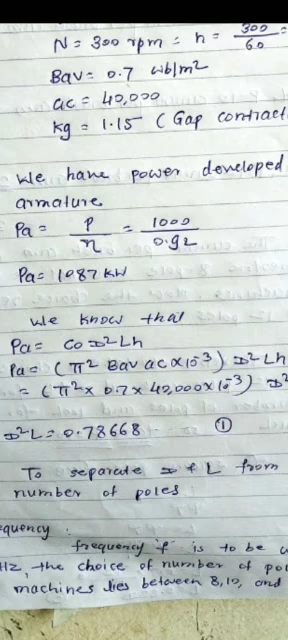 N = 300 rpm = n = 300/60 =
Bav = 0.7 wb/m2
ac = 40,000
kg = 1.15 ( Gap contract
We have power developed
armature
Pa = P/η = 1000/0.92
Pa = 1087 KW
We know that
Pa = Co D²Ln
Pa = ( π² Bav ac x 10⁻³ ) D²Ln
= ( π² x 0.7 x 40,000 x 10⁻³ ) D²
D²L = 0.78668 ①
To separate D & L from
number of poles
equency
frequency 'f' is to be
Hz, the choice of number of pol
machines lies between 8, 10, and